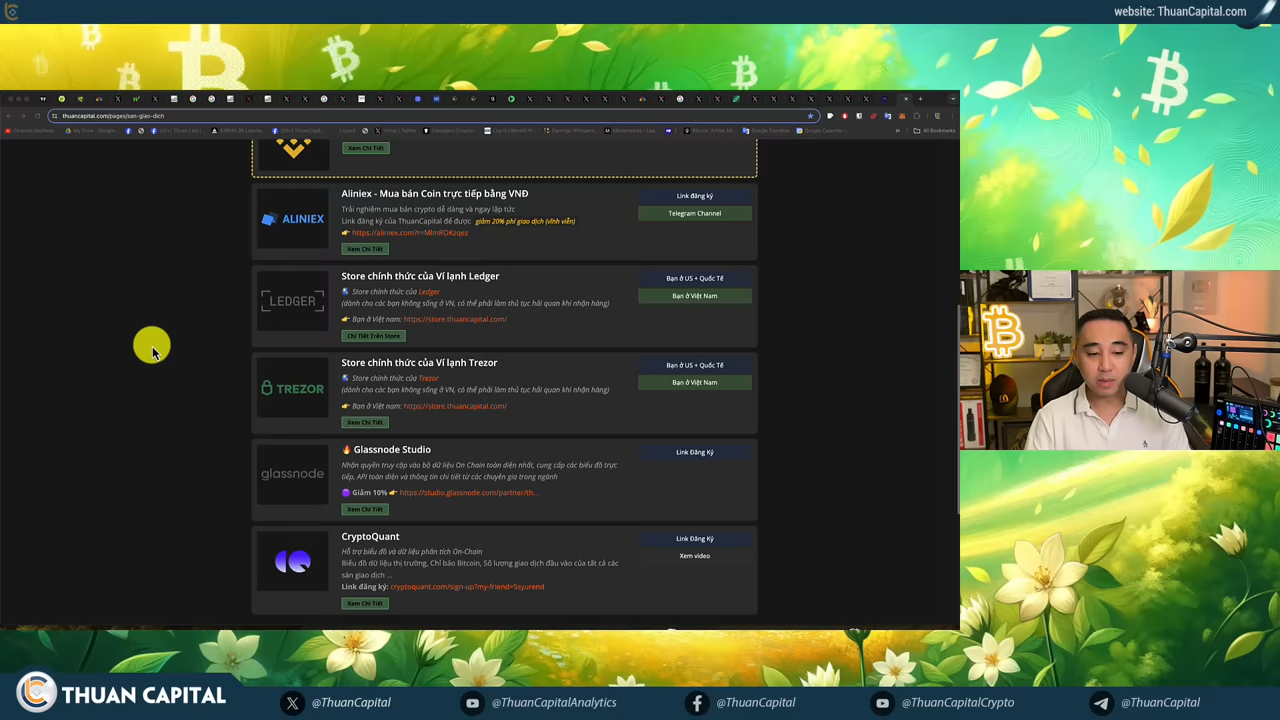 website: ThuanCapital.com
thuancapital.com/pages/san-giao-dich
All Bookmarks
Xem Chi Tiết
ALINIEX
Aliniex - Mua bán Coin trực tiếp bằng VNĐ
Trải nghiệm mua bán crypto dễ dàng và ngay lập tức
Link đăng ký của ThuanCapital để được giảm 20% phí giao dịch (vĩnh viễn)
👉 https://aliniex.com?r=MlmROKzqez
Xem Chi Tiết
Link đăng ký
Telegram Channel
LEDGER
Store chính thức của Ví lạnh Ledger
Store chính thức của Ledger
(dành cho các bạn không sống ở VN, có thể phải làm thủ tục hải quan khi nhận hàng)
👉 Bạn ở Việt nam: https://store.thuancapital.com/
Chi Tiết Trên Store
Bạn ở US + Quốc Tế
Bạn ở Việt Nam
TREZOR
Store chính thức của Ví lạnh Trezor
Store chính thức của Trezor
(dành cho các bạn không sống ở VN, có thể phải làm thủ tục hải quan khi nhận hàng)
👉 Bạn ở Việt nam: https://store.thuancapital.com/
Xem Chi Tiết
Bạn ở US + Quốc Tế
Bạn ở Việt Nam
glassnode
🔥 Glassnode Studio
Nhận quyền truy cập vào bộ dữ liệu On Chain toàn diện nhất, cung cấp các biểu đồ trực
tiếp, API toàn diện và thông tin chi tiết từ các chuyên gia trong ngành
Giảm 10% 👉 https://studio.glassnode.com/partner/th...
Xem Chi Tiết
Link Đăng Ký
CryptoQuant
Hỗ trợ biểu đồ và dữ liệu phân tích On-Chain
Biểu đồ dữ liệu thị trường, Chỉ báo Bitcoin, Số lượng giao dịch đầu vào của tất cả các
sàn giao dịch ...
Link đăng ký: cryptoquant.com/sign-up?my-friend=5syurend
Xem Chi Tiết
Link Đăng Ký
Xem video
THUAN CAPITAL
@ThuanCapital
@ThuanCapitalAnalytics
@ThuanCapital
@ThuanCapitalCrypto
@ThuanCapital